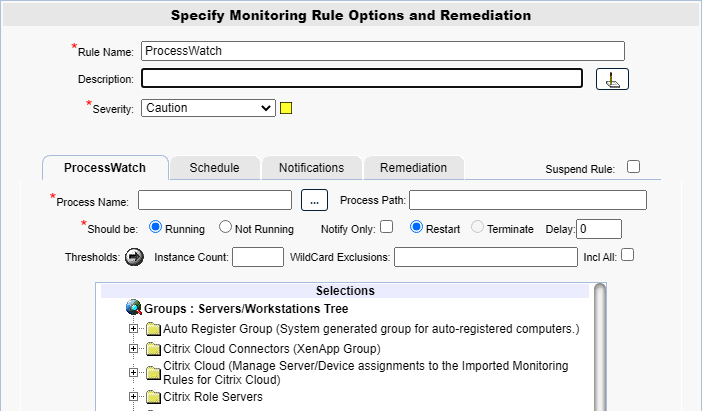 Specify Monitoring Rule Options and Remediation
*Rule Name: ProcessWatch
Description:
*Severity: Caution
ProcessWatch Schedule Notifications Remediation Suspend Rule:
*Process Name: ... Process Path:
*Should be: Running Not Running Notify Only: Restart Terminate Delay: 0
Thresholds: Instance Count: WildCard Exclusions: Incl All:
Selections
Groups : Servers/Workstations Tree
Auto Register Group (System generated group for auto-registered computers.)
Citrix Cloud Connectors (XenApp Group)
Citrix Cloud (Manage Server/Device assignments to the Imported Monitoring
Rules for Citrix Cloud)
Citrix Role Servers